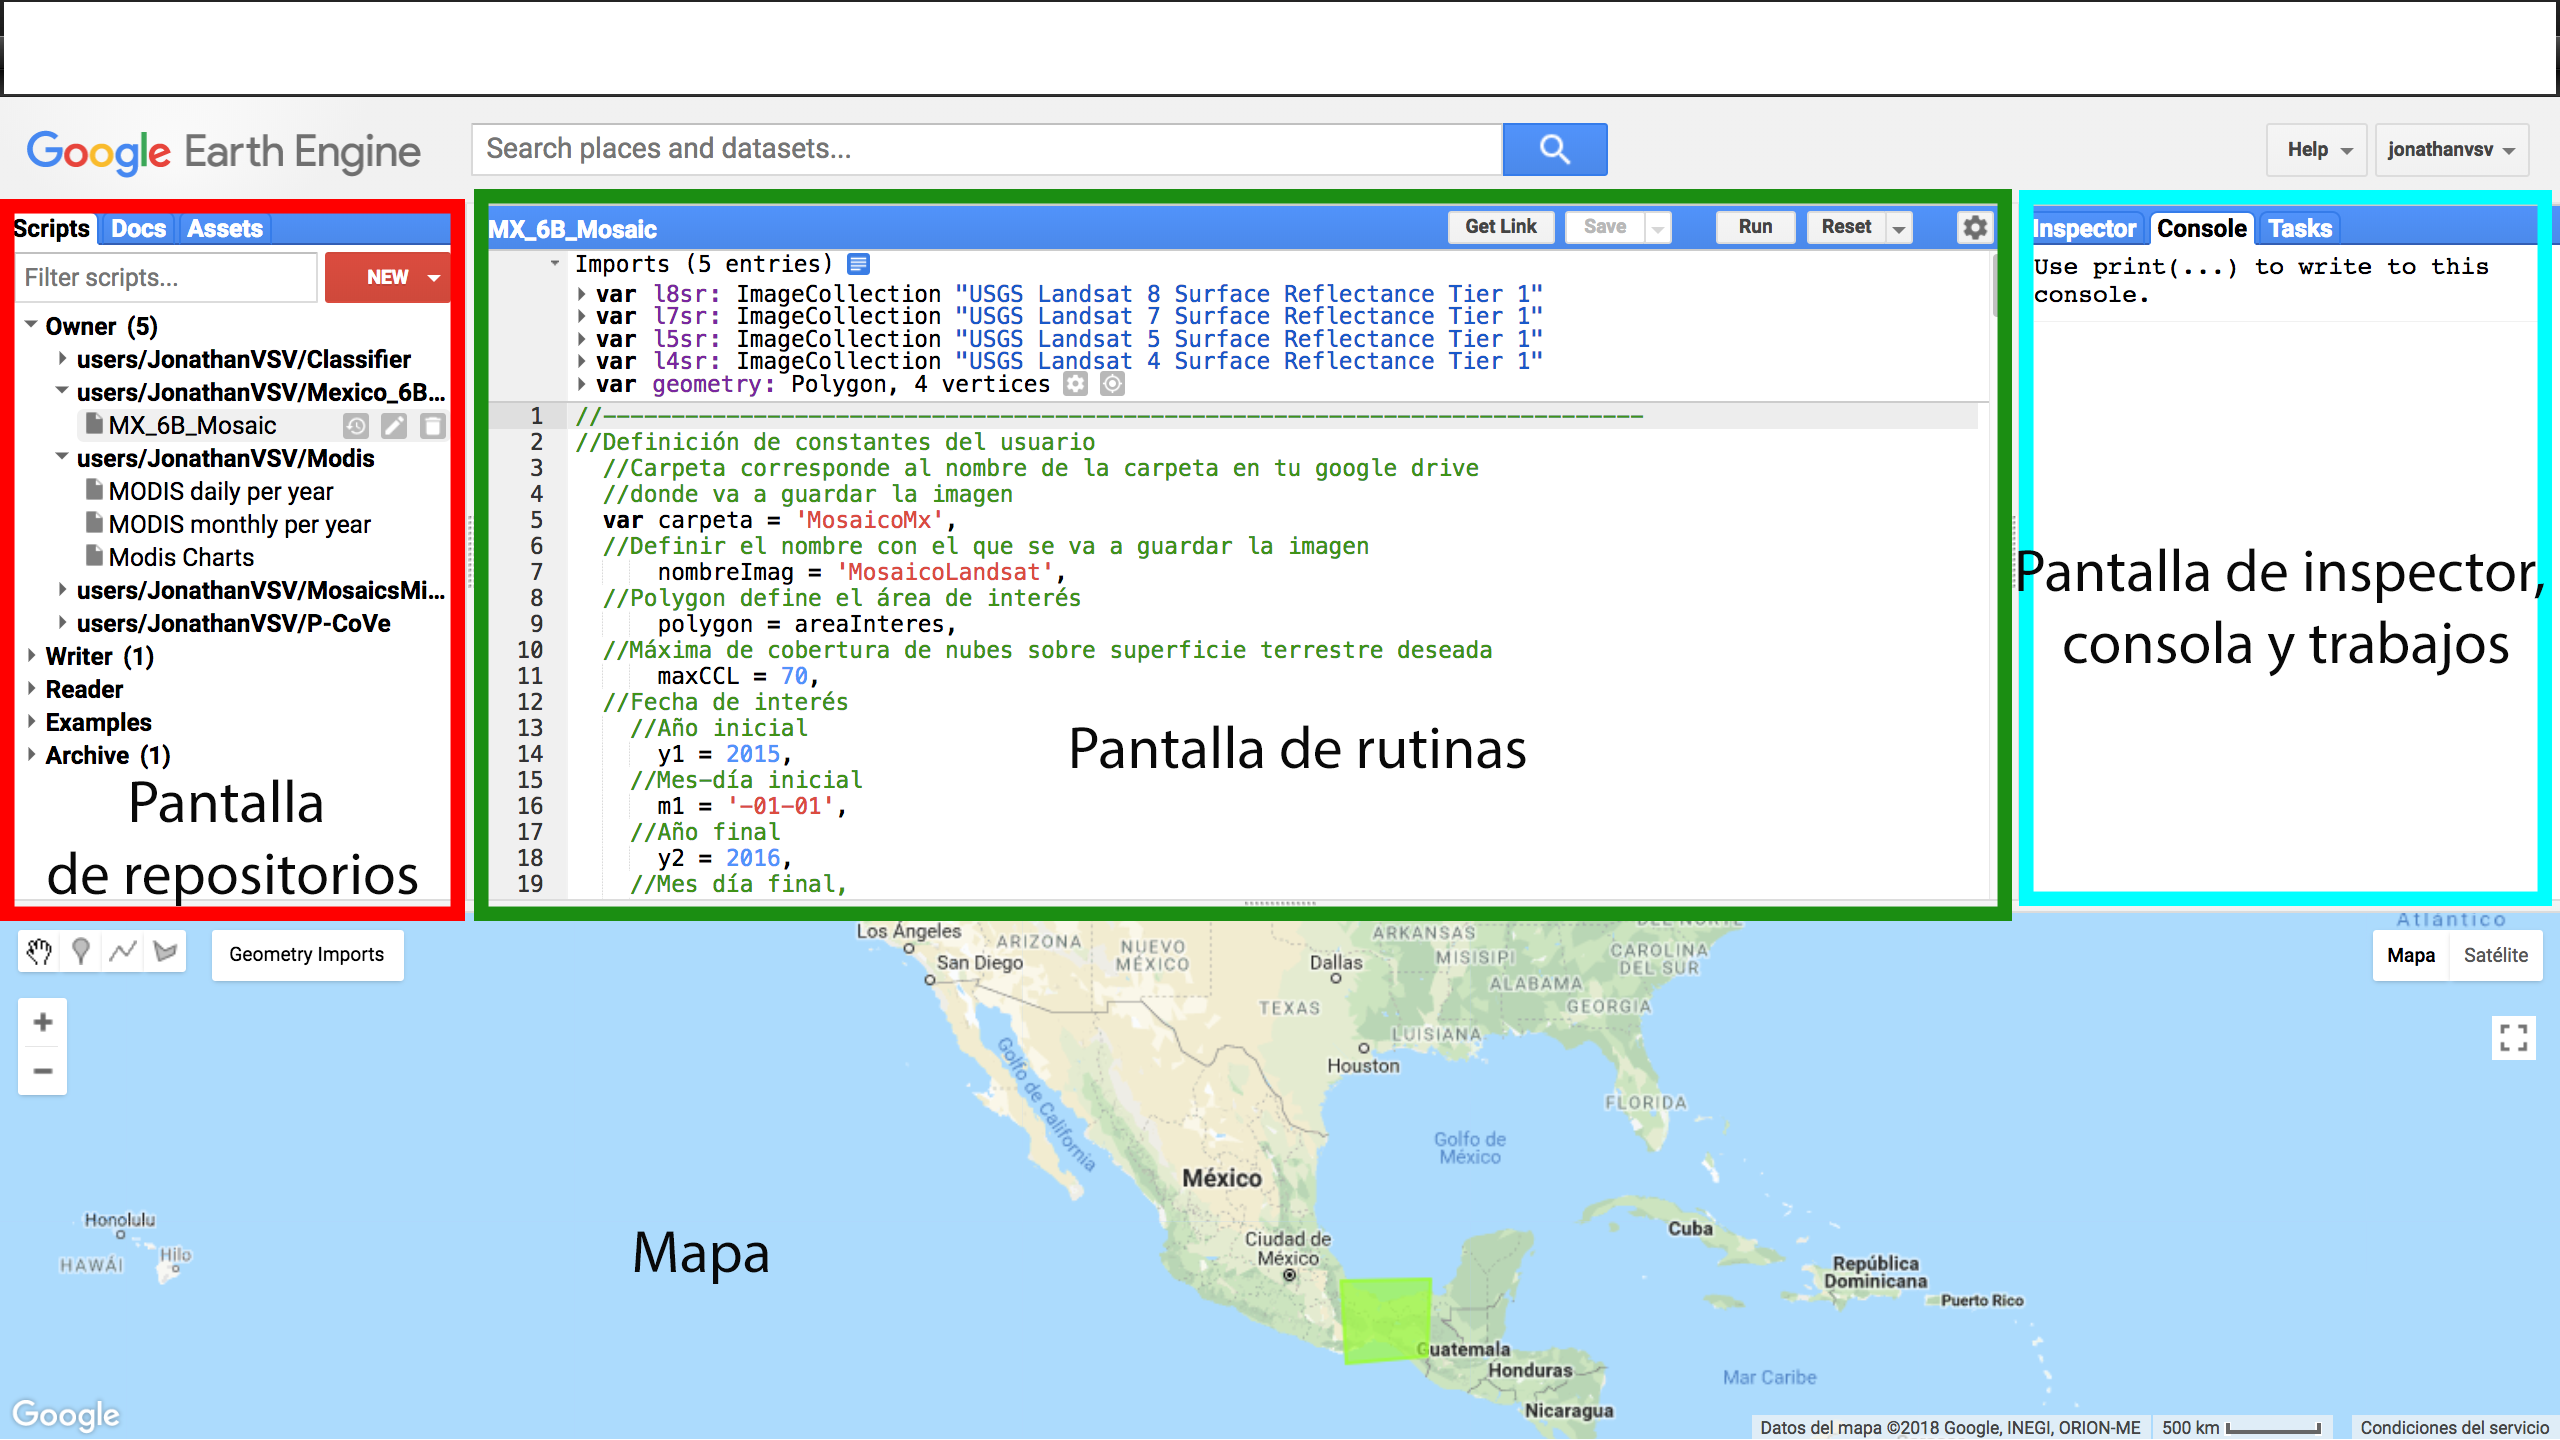 Google Earth Engine
Search places and datasets...
Help
jonathanvsv
Scripts Docs Assets
Filter scripts...
NEW
Owner (5)
users/JonathanVSV/Classifier
users/JonathanVSV/Mexico_6B...
MX_6B_Mosaic
users/JonathanVSV/Modis
MODIS daily per year
MODIS monthly per year
Modis Charts
users/JonathanVSV/MosaicsMi...
users/JonathanVSV/P-CoVe
Writer (1)
Reader
Examples
Archive (1)
Pantalla
de repositorios
MX_6B_Mosaic
Get Link Save Run Reset
Imports (5 entries)
var l8sr: ImageCollection "USGS Landsat 8 Surface Reflectance Tier 1"
var l7sr: ImageCollection "USGS Landsat 7 Surface Reflectance Tier 1"
var l5sr: ImageCollection "USGS Landsat 5 Surface Reflectance Tier 1"
var l4sr: ImageCollection "USGS Landsat 4 Surface Reflectance Tier 1"
var geometry: Polygon, 4 vertices
1 //----------------------------------------------------------------------------
2 //Definición de constantes del usuario
3 //Carpeta corresponde al nombre de la carpeta en tu google drive
4 //donde va a guardar la imagen
5 var carpeta = 'MosaicoMx',
6 //Definir el nombre con el que se va a guardar la imagen
7 nombreImag = 'MosaicoLandsat',
8 //Polygon define el área de interés
9 polygon = areaInteres,
10 //Máxima de cobertura de nubes sobre superficie terrestre deseada
11 maxCCL = 70,
12 //Fecha de interés
13 //Año inicial
14 y1 = 2015,
15 //Mes-día inicial
16 m1 = '-01-01',
17 //Año final
18 y2 = 2016,
19 //Mes día final,
Pantalla de rutinas
Inspector Console Tasks
Use print(...) to write to this
console.
Pantalla de inspector,
consola y trabajos
Geometry Imports
Mapa Satélite
Atlántico
Los Ángeles
San Diego
ARIZONA
NUEVO
MÉXICO
Dallas
TEXAS
ARKANSAS
MISISIPI
ALABAMA
GEORGIA
CAROLINA
DEL SUR
DEL NORTE
LUISIANA
Houston
FLORIDA
Golfo de California
Golfo de
México
México
Ciudad de
México
Cuba
República
Dominicana
Puerto Rico
Guatemala
Honduras
Nicaragua
Mar Caribe
Honolulu
HAWÁI
Hilo
Mapa
Google
Datos del mapa ©2018 Google, INEGI, ORION-ME
500 km
Condiciones del servicio